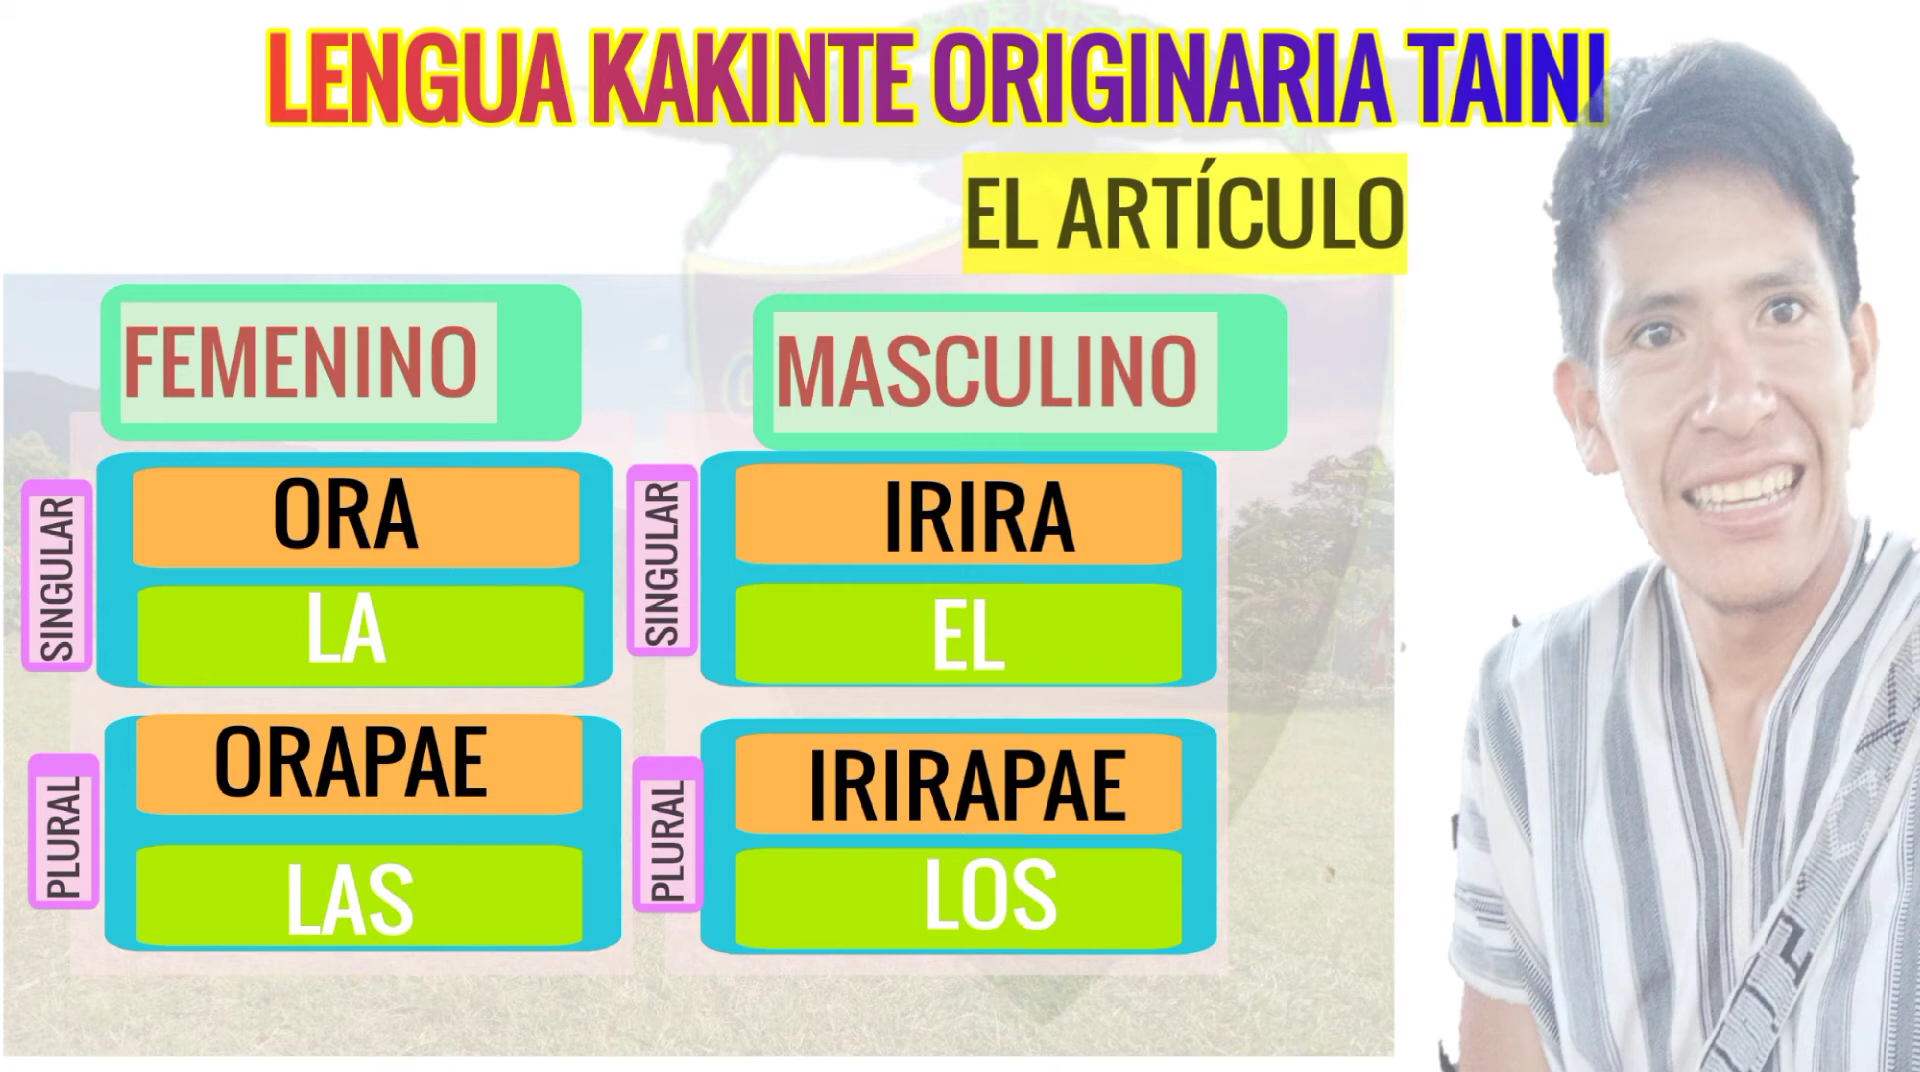 LENGUA KAKINTE ORIGINARIA TAINI
EL ARTÍCULO
FEMENINO
MASCULINO
SINGULAR
ORA
LA
SINGULAR
IRIRA
EL
PLURAL
ORAPAE
LAS
PLURAL
IRIRAPAE
LOS